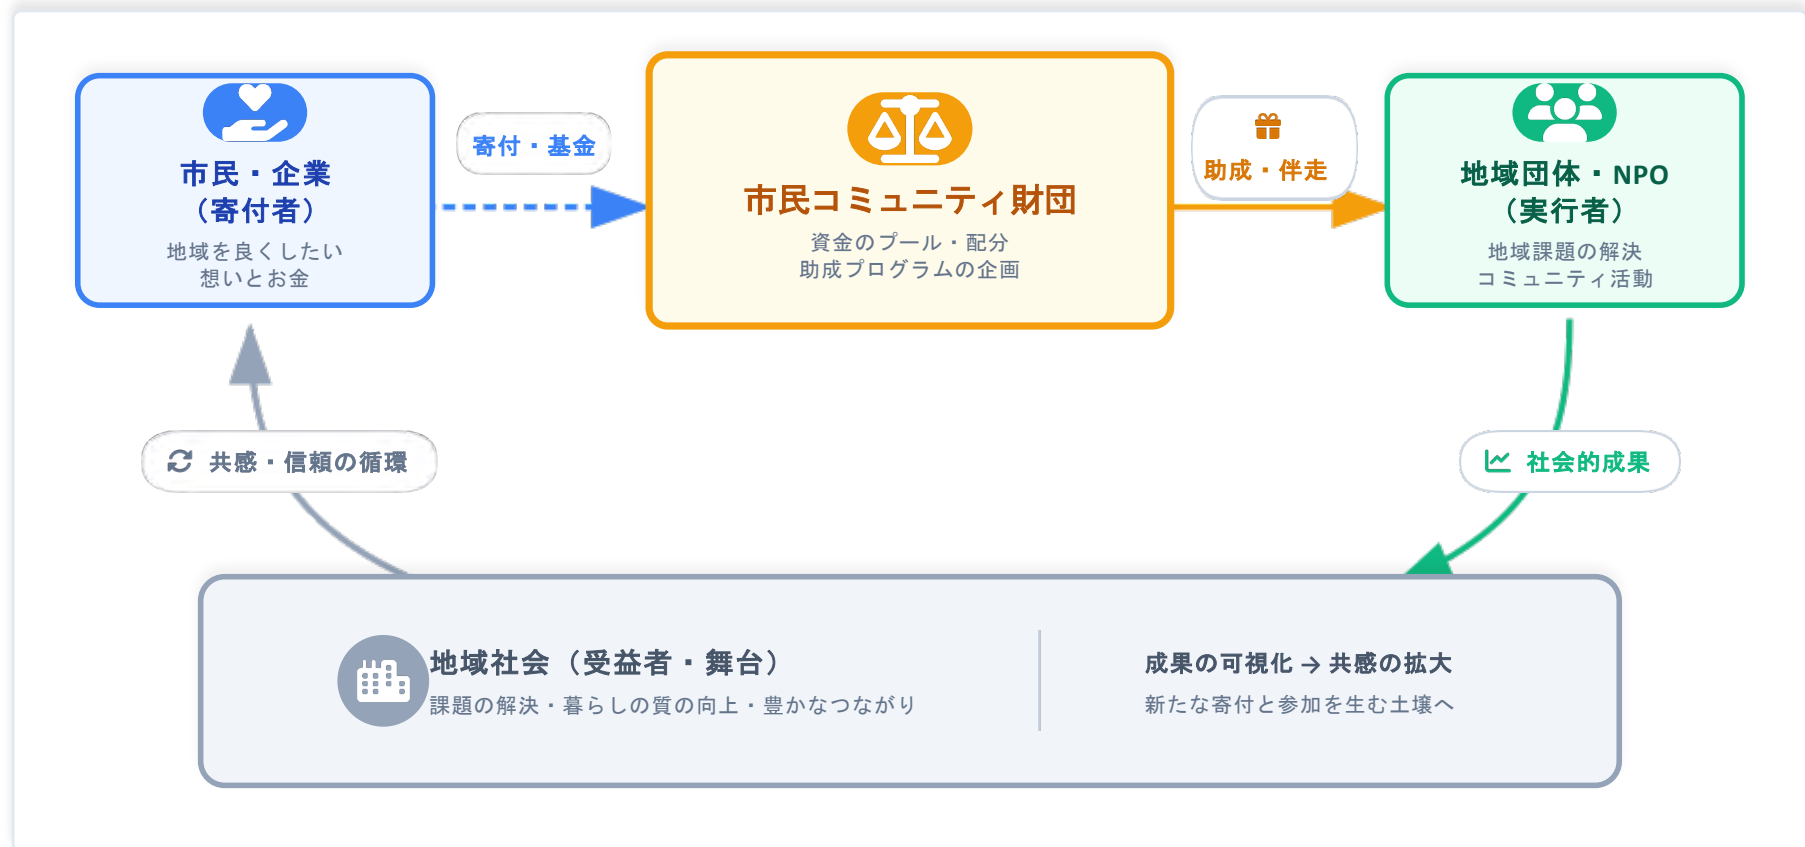 市民・企業
（寄付者）
地域を良くしたい
想いとお金
寄付・基金
市民コミュニティ財団
資金のプール・配分
助成プログラムの企画
助成・伴走
地域団体・NPO
（実行者）
地域課題の解決
コミュニティ活動
共感・信頼の循環
社会的成果
地域社会（受益者・舞台）
課題の解決・暮らしの質の向上・豊かなつながり
成果の可視化→共感の拡大
新たな寄付と参加を生む土壌へ